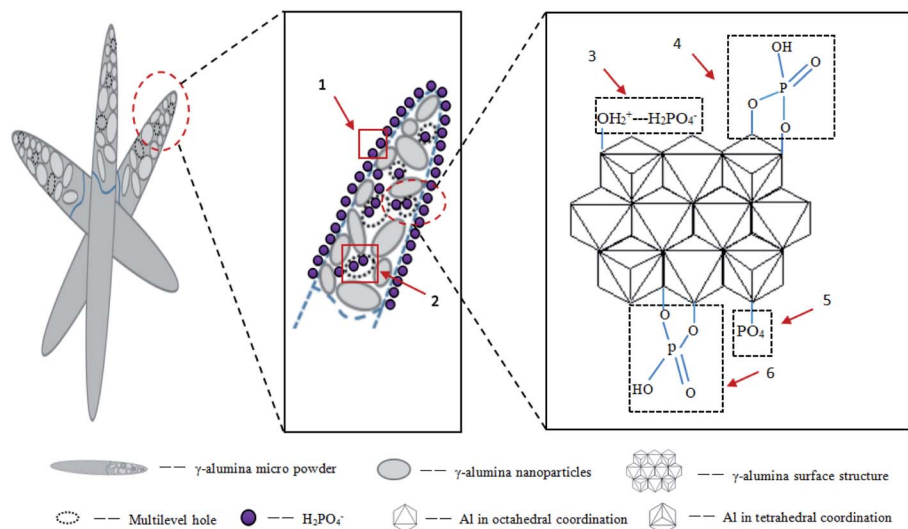 1
2
3
4
5
6
OH
P
O
O
O
OH₂⁺---H₂PO₄⁻
O
O
p
HO
O
PO₄
γ-alumina micro powder
γ-alumina nanoparticles
γ-alumina surface structure
Multilevel hole
H₂PO₄⁻
Al in octahedral coordination
Al in tetrahedral coordination